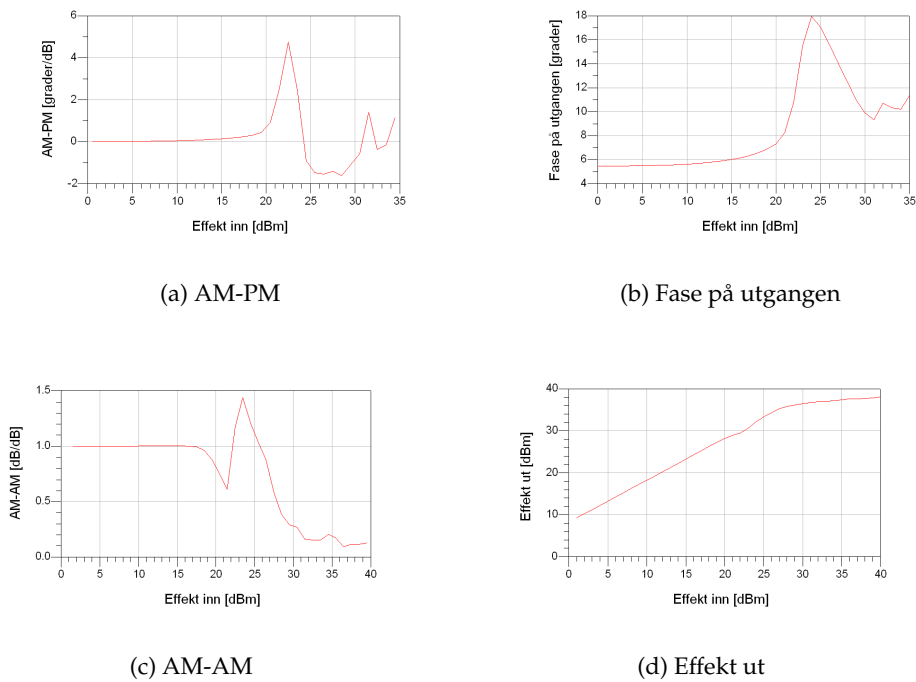 6
4
2
0
-2
AM-PM [grader/dB]
0 5 10 15 20 25 30 35
Effekt inn [dBm]
(a) AM-PM
18
16
14
12
10
8
6
4
Fase på utgangen [grader]
0 5 10 15 20 25 30 35
Effekt inn [dBm]
(b) Fase på utgangen
1.5
1.0
0.5
0.0
AM-AM [dB/dB]
0 5 10 15 20 25 30 35 40
Effekt inn [dBm]
(c) AM-AM
40
30
20
10
0
Effekt ut [dBm]
0 5 10 15 20 25 30 35 40
Effekt inn [dBm]
(d) Effekt ut